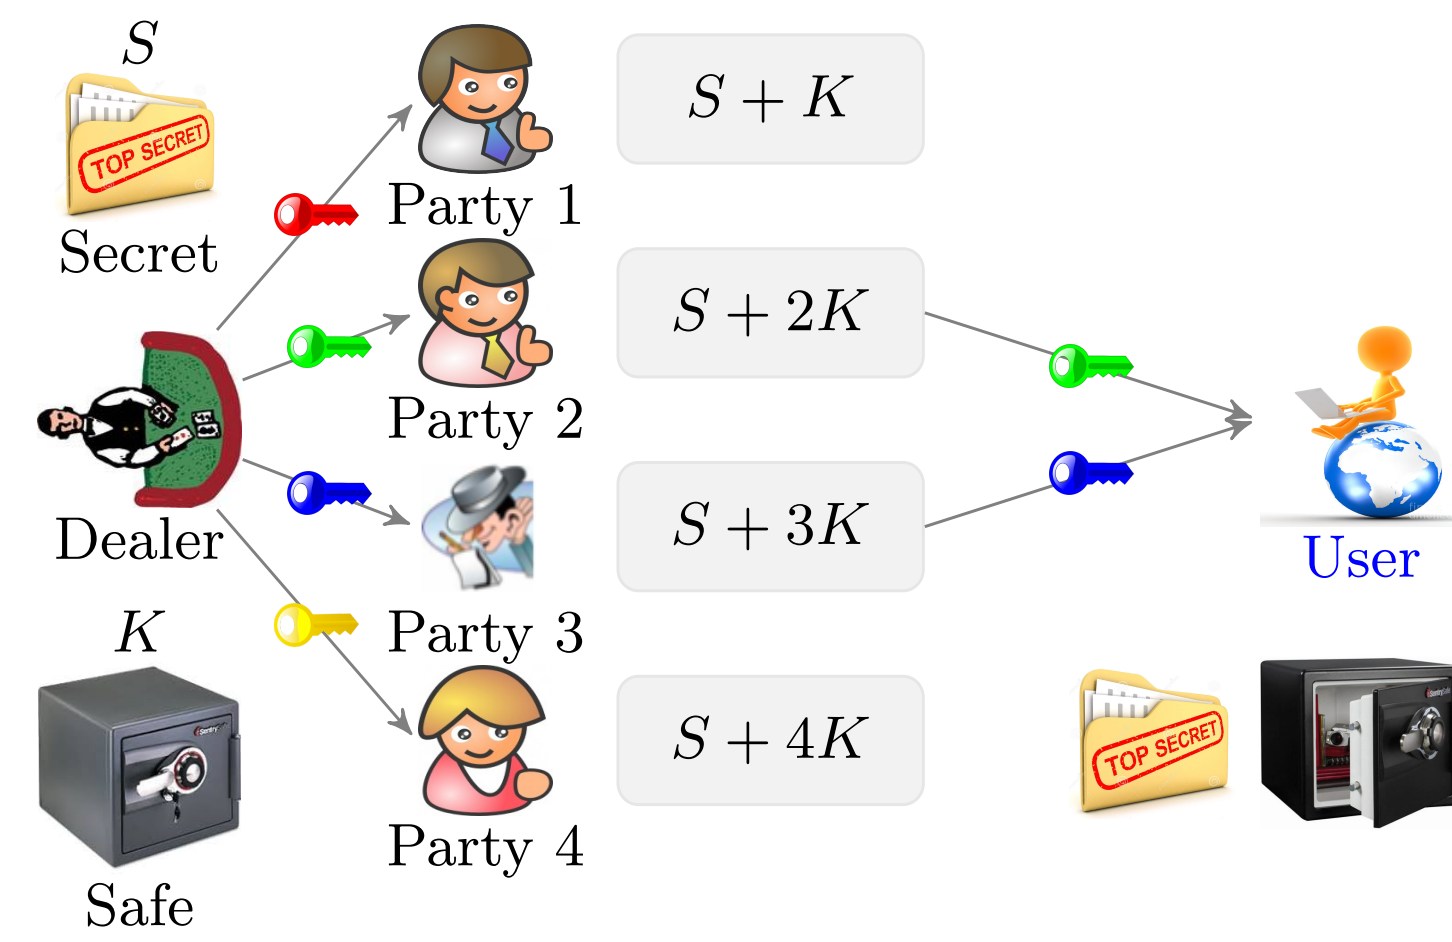 S
TOP SECRET
Secret
Dealer
K
SentrySafe
Safe
Party 1
Party 2
Party 3
Party 4
S + K
S + 2K
S + 3K
S + 4K
User
TOP SECRET